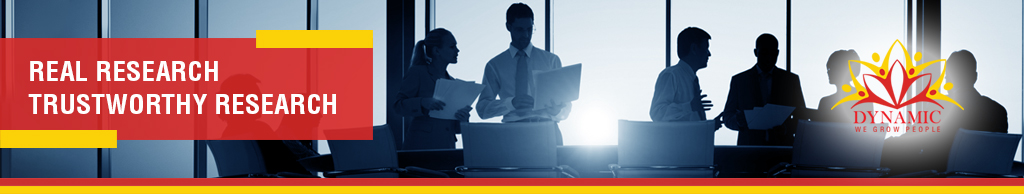 REAL RESEARCH
TRUSTWORTHY RESEARCH
DYNAMIC
WE GROW PEOPLE